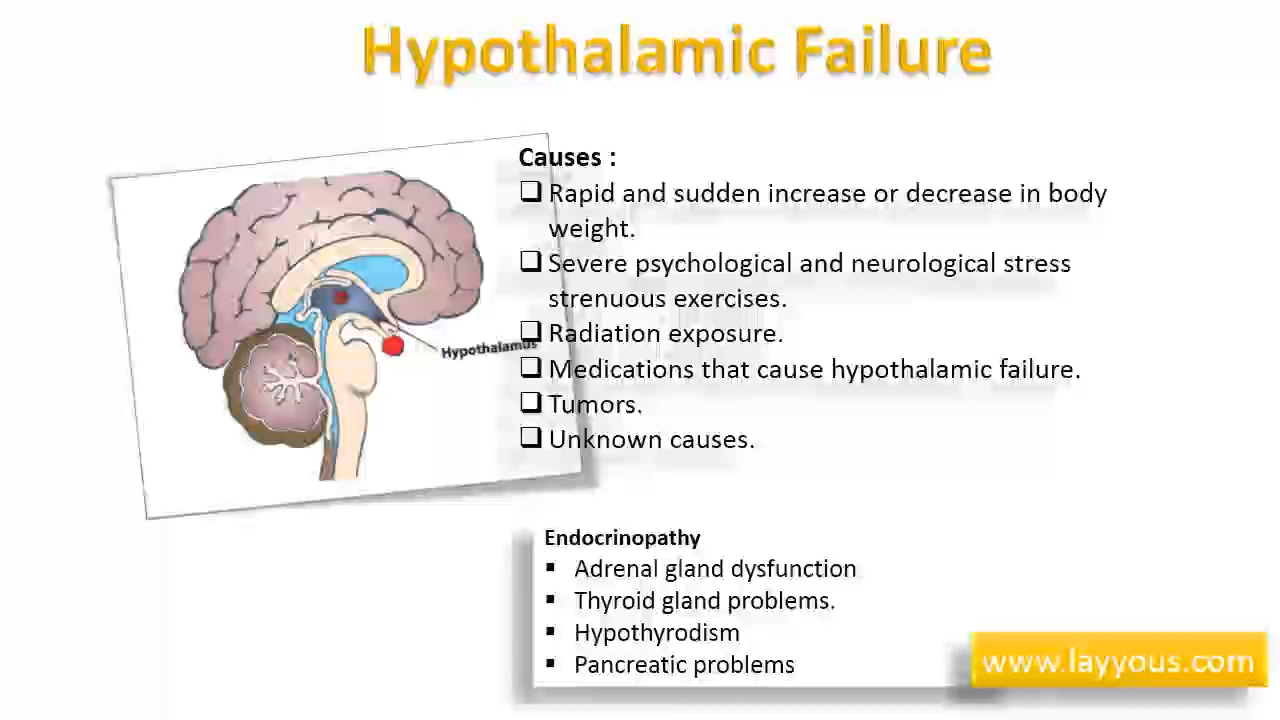 Hypothalamic Failure
Causes :
❑ Rapid and sudden increase or decrease in body
weight.
❑ Severe psychological and neurological stress
strenuous exercises.
❑ Radiation exposure.
❑ Medications that cause hypothalamic failure.
❑ Tumors.
❑ Unknown causes.
Hypothalamus
Endocrinopathy
▪ Adrenal gland dysfunction
▪ Thyroid gland problems.
▪ Hypothyrodism
▪ Pancreatic problems
www.layyous.com